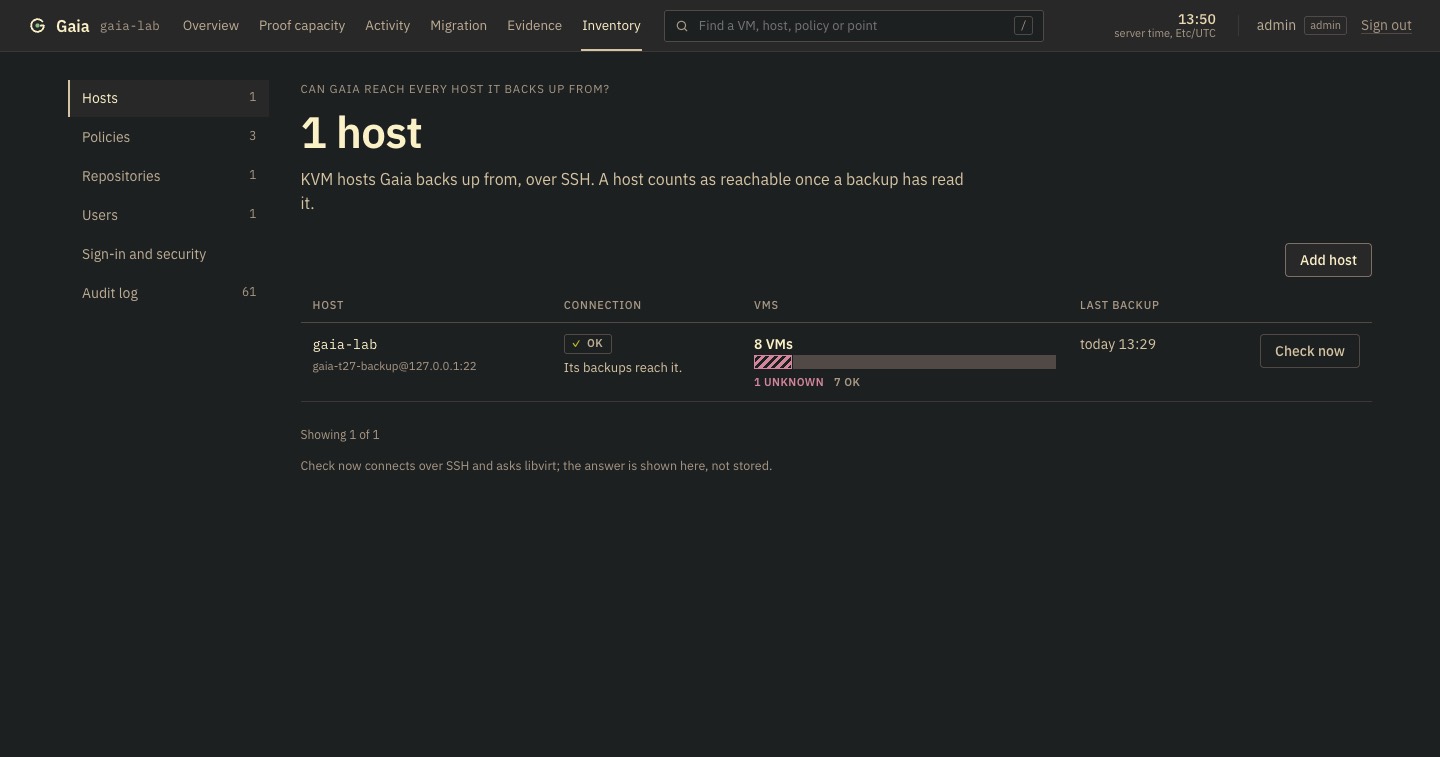 Gaia gaia-lab Overview Proof capacity Activity Migration Evidence Inventory Find a VM, host, policy or point / 13:50 admin admin Sign out
server time, Etc/UTC
Hosts 1
Policies 3
Repositories 1
Users 1
Sign-in and security
Audit log 61
CAN GAIA REACH EVERY HOST IT BACKS UP FROM?
1 host
KVM hosts Gaia backs up from, over SSH. A host counts as reachable once a backup has read
it.
Add host
HOST CONNECTION VMS LAST BACKUP
gaia-lab OK 8 VMs today 13:29 Check now
gaia-t27-backup@127.0.0.1:22 Its backups reach it.
1 UNKNOWN 7 OK
Showing 1 of 1
Check now connects over SSH and asks libvirt; the answer is shown here, not stored.